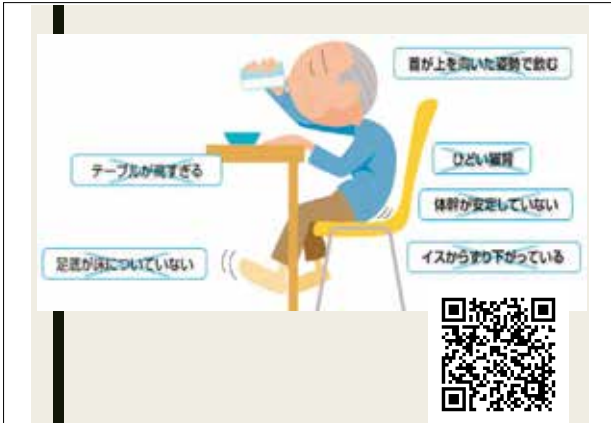 首が上を向いた姿勢で飲む
テーブルが高すぎる
ひどい猫背
体幹が安定していない
足底が床についていない
イスからずり下がっている